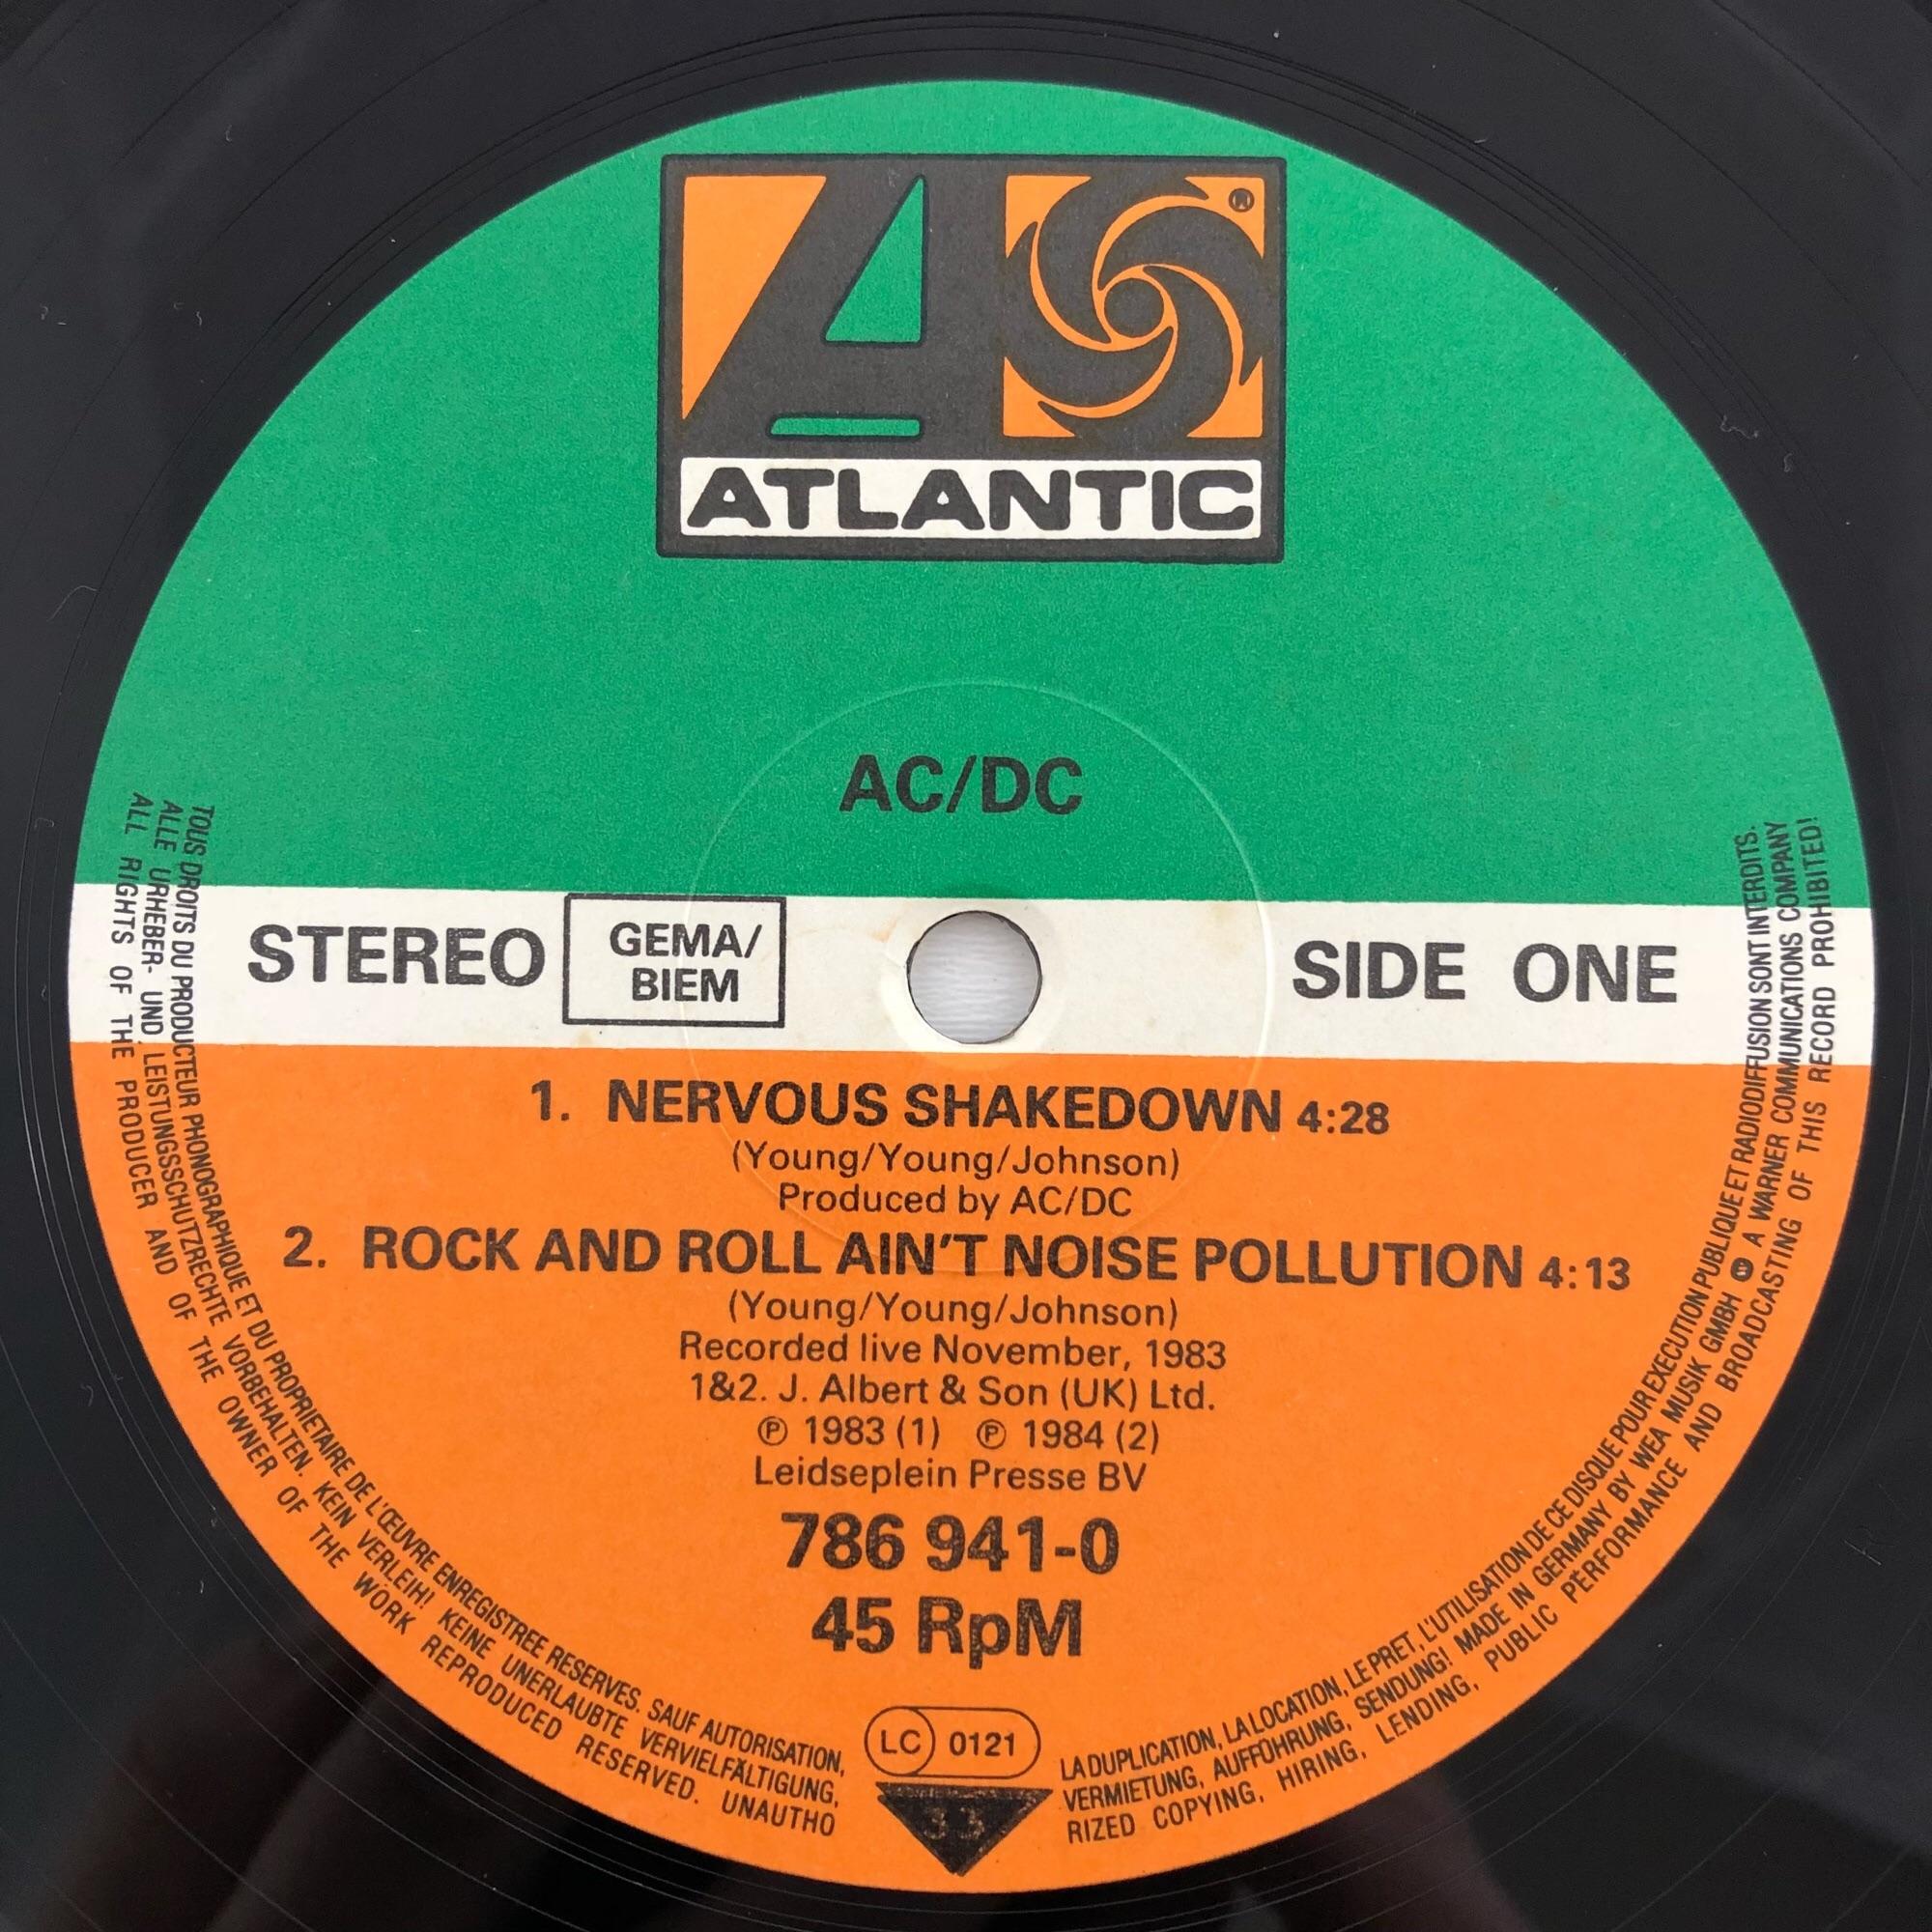 ATLANTIC
®
AC/DC
STEREO
GEMA/
BIEM
SIDE ONE
1. NERVOUS SHAKEDOWN 4:28
(Young/Young/Johnson)
Produced by AC/DC
2. ROCK AND ROLL AIN'T NOISE POLLUTION 4:13
(Young/Young/Johnson)
Recorded live November, 1983
1&2. J. Albert & Son (UK) Ltd.
℗ 1983 (1) ℗ 1984 (2)
Leidseplein Presse BV
786 941-0
45 RpM
LC 0121
33
TOUS DROITS DU PRODUCTEUR PHONOGRAPHIQUE ET DU PROPRIETAIRE DE L'ŒUVRE ENREGISTREE RESERVES. SAUF AUTORISATION, LA DUPLICATION, LA LOCATION, LE PRET, L'UTILISATION DE CE DISQUE POUR EXECUTION PUBLIQUE ET RADIODIFFUSION SONT INTERDITS.
ALLE URHEBER- UND LEISTUNGSSCHUTZRECHTE VORBEHALTEN. KEIN VERLEIH! KEINE UNERLAUBTE VERVIELFÄLTIGUNG, VERMIETUNG, AUFFÜHRUNG, SENDUNG! MADE IN GERMANY BY WEA MUSIK GMBH A WARNER COMMUNICATIONS COMPANY
ALL RIGHTS OF THE PRODUCER AND OF THE OWNER OF THE WORK REPRODUCED RESERVED. UNAUTHORIZED COPYING, HIRING, LENDING, PUBLIC PERFORMANCE AND BROADCASTING OF THIS RECORD PROHIBITED!